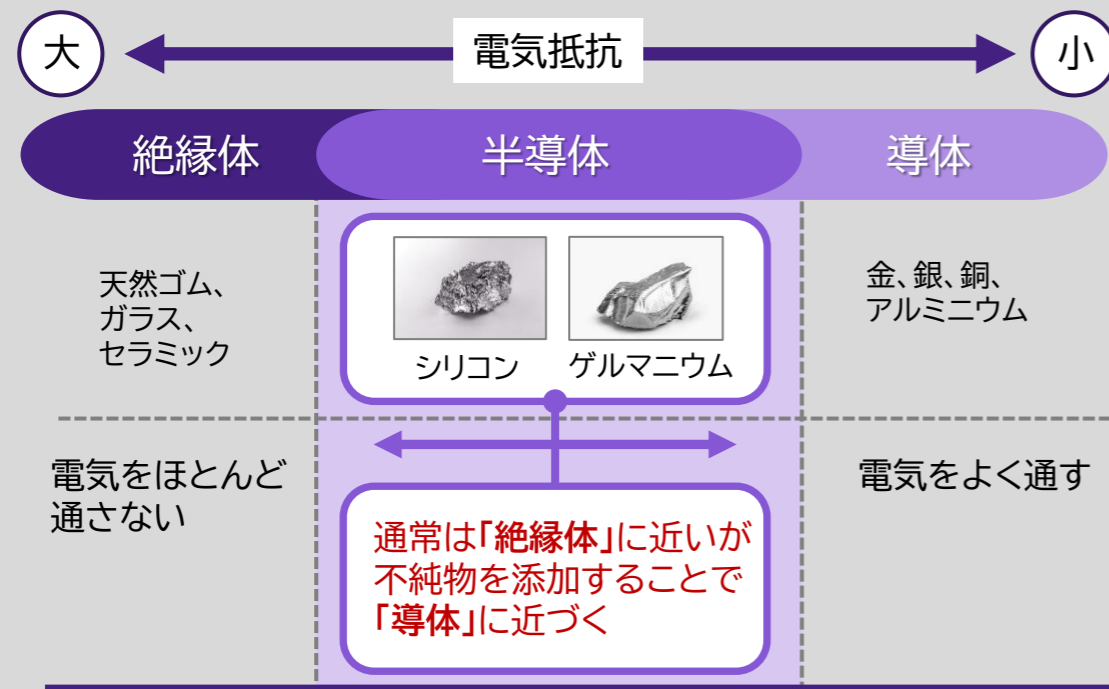 大
電気抵抗
小
絶縁体
半導体
導体
天然ゴム、
ガラス、
セラミック
シリコン
ゲルマニウム
金、銀、銅、
アルミニウム
電気をほとんど
通さない
通常は「絶縁体」に近いが
不純物を添加することで
「導体」に近づく
電気をよく通す